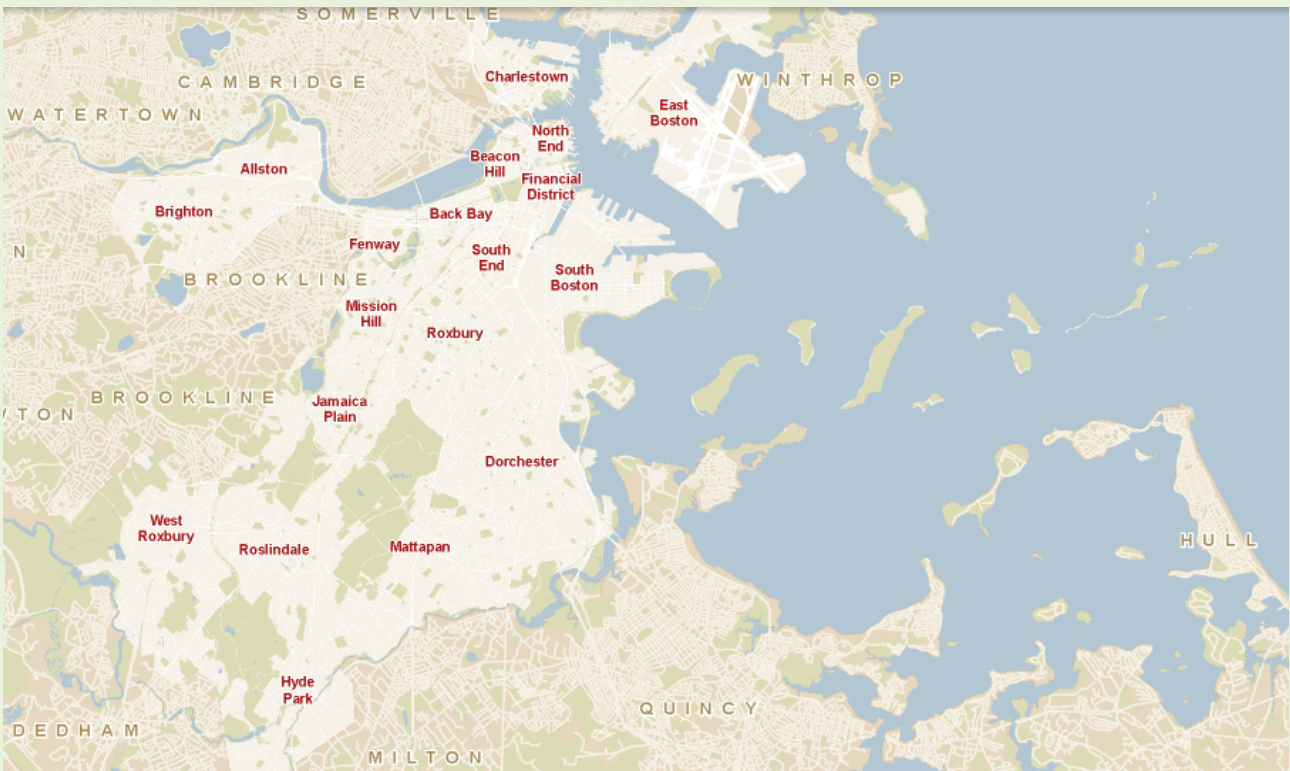 SOMERVILLE
Charlestown
CAMBRIDGE
WINTHROP
WATERTOWN
East
Boston
North
End
Beacon
Hill
Allston
Financial
District
Brighton
Back Bay
Fenway
N
South
End
BROOKLINE
South
Boston
Mission
Hill
Roxbury
BROOKLINE
Jamaica
Plain
TON
Dorchester
West
Roxbury
Roslindale
Mattapan
HULL
Hyde
Park
QUINCY
DEDHAM
MILTON